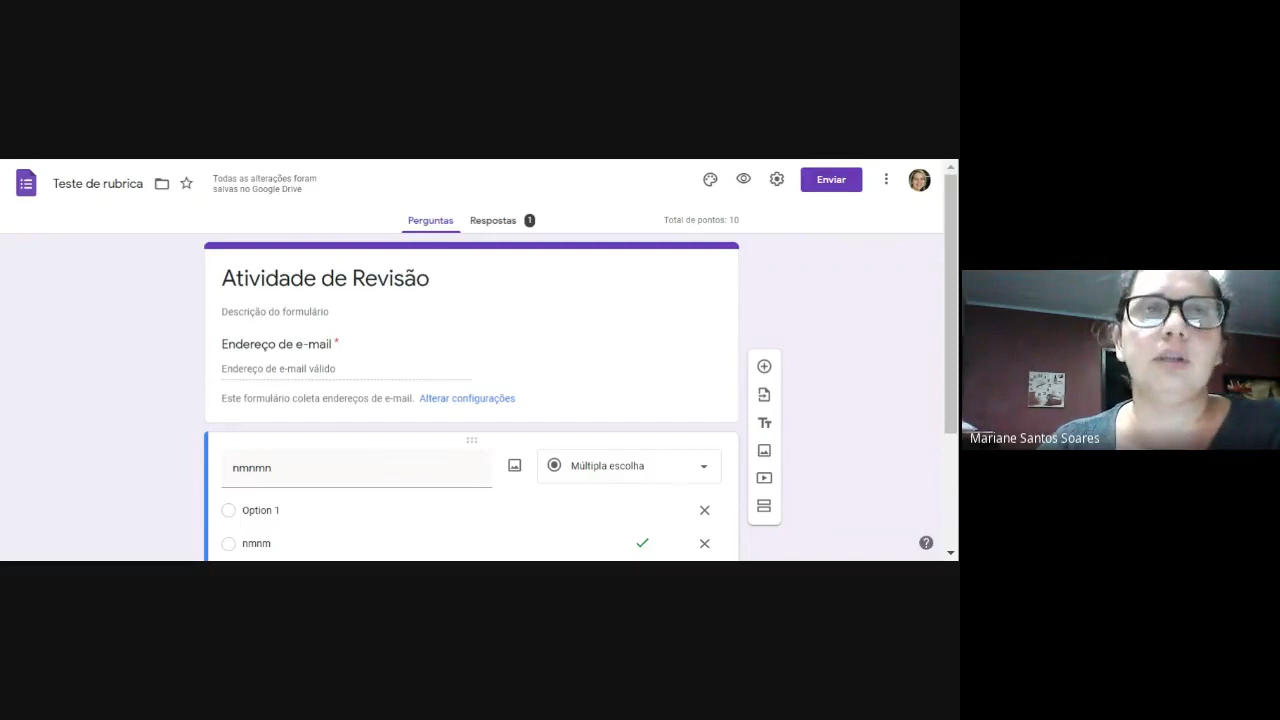 Teste de rubrica
Todas as alterações foram
salvas no Google Drive
Enviar
Perguntas
Respostas 1
Total de pontos: 10
Atividade de Revisão
Descrição do formulário
Endereço de e-mail *
Endereço de e-mail válido
Este formulário coleta endereços de e-mail. Alterar configurações
nmnmn
Múltipla escolha
Option 1
nmnm
Mariane Santos Soares